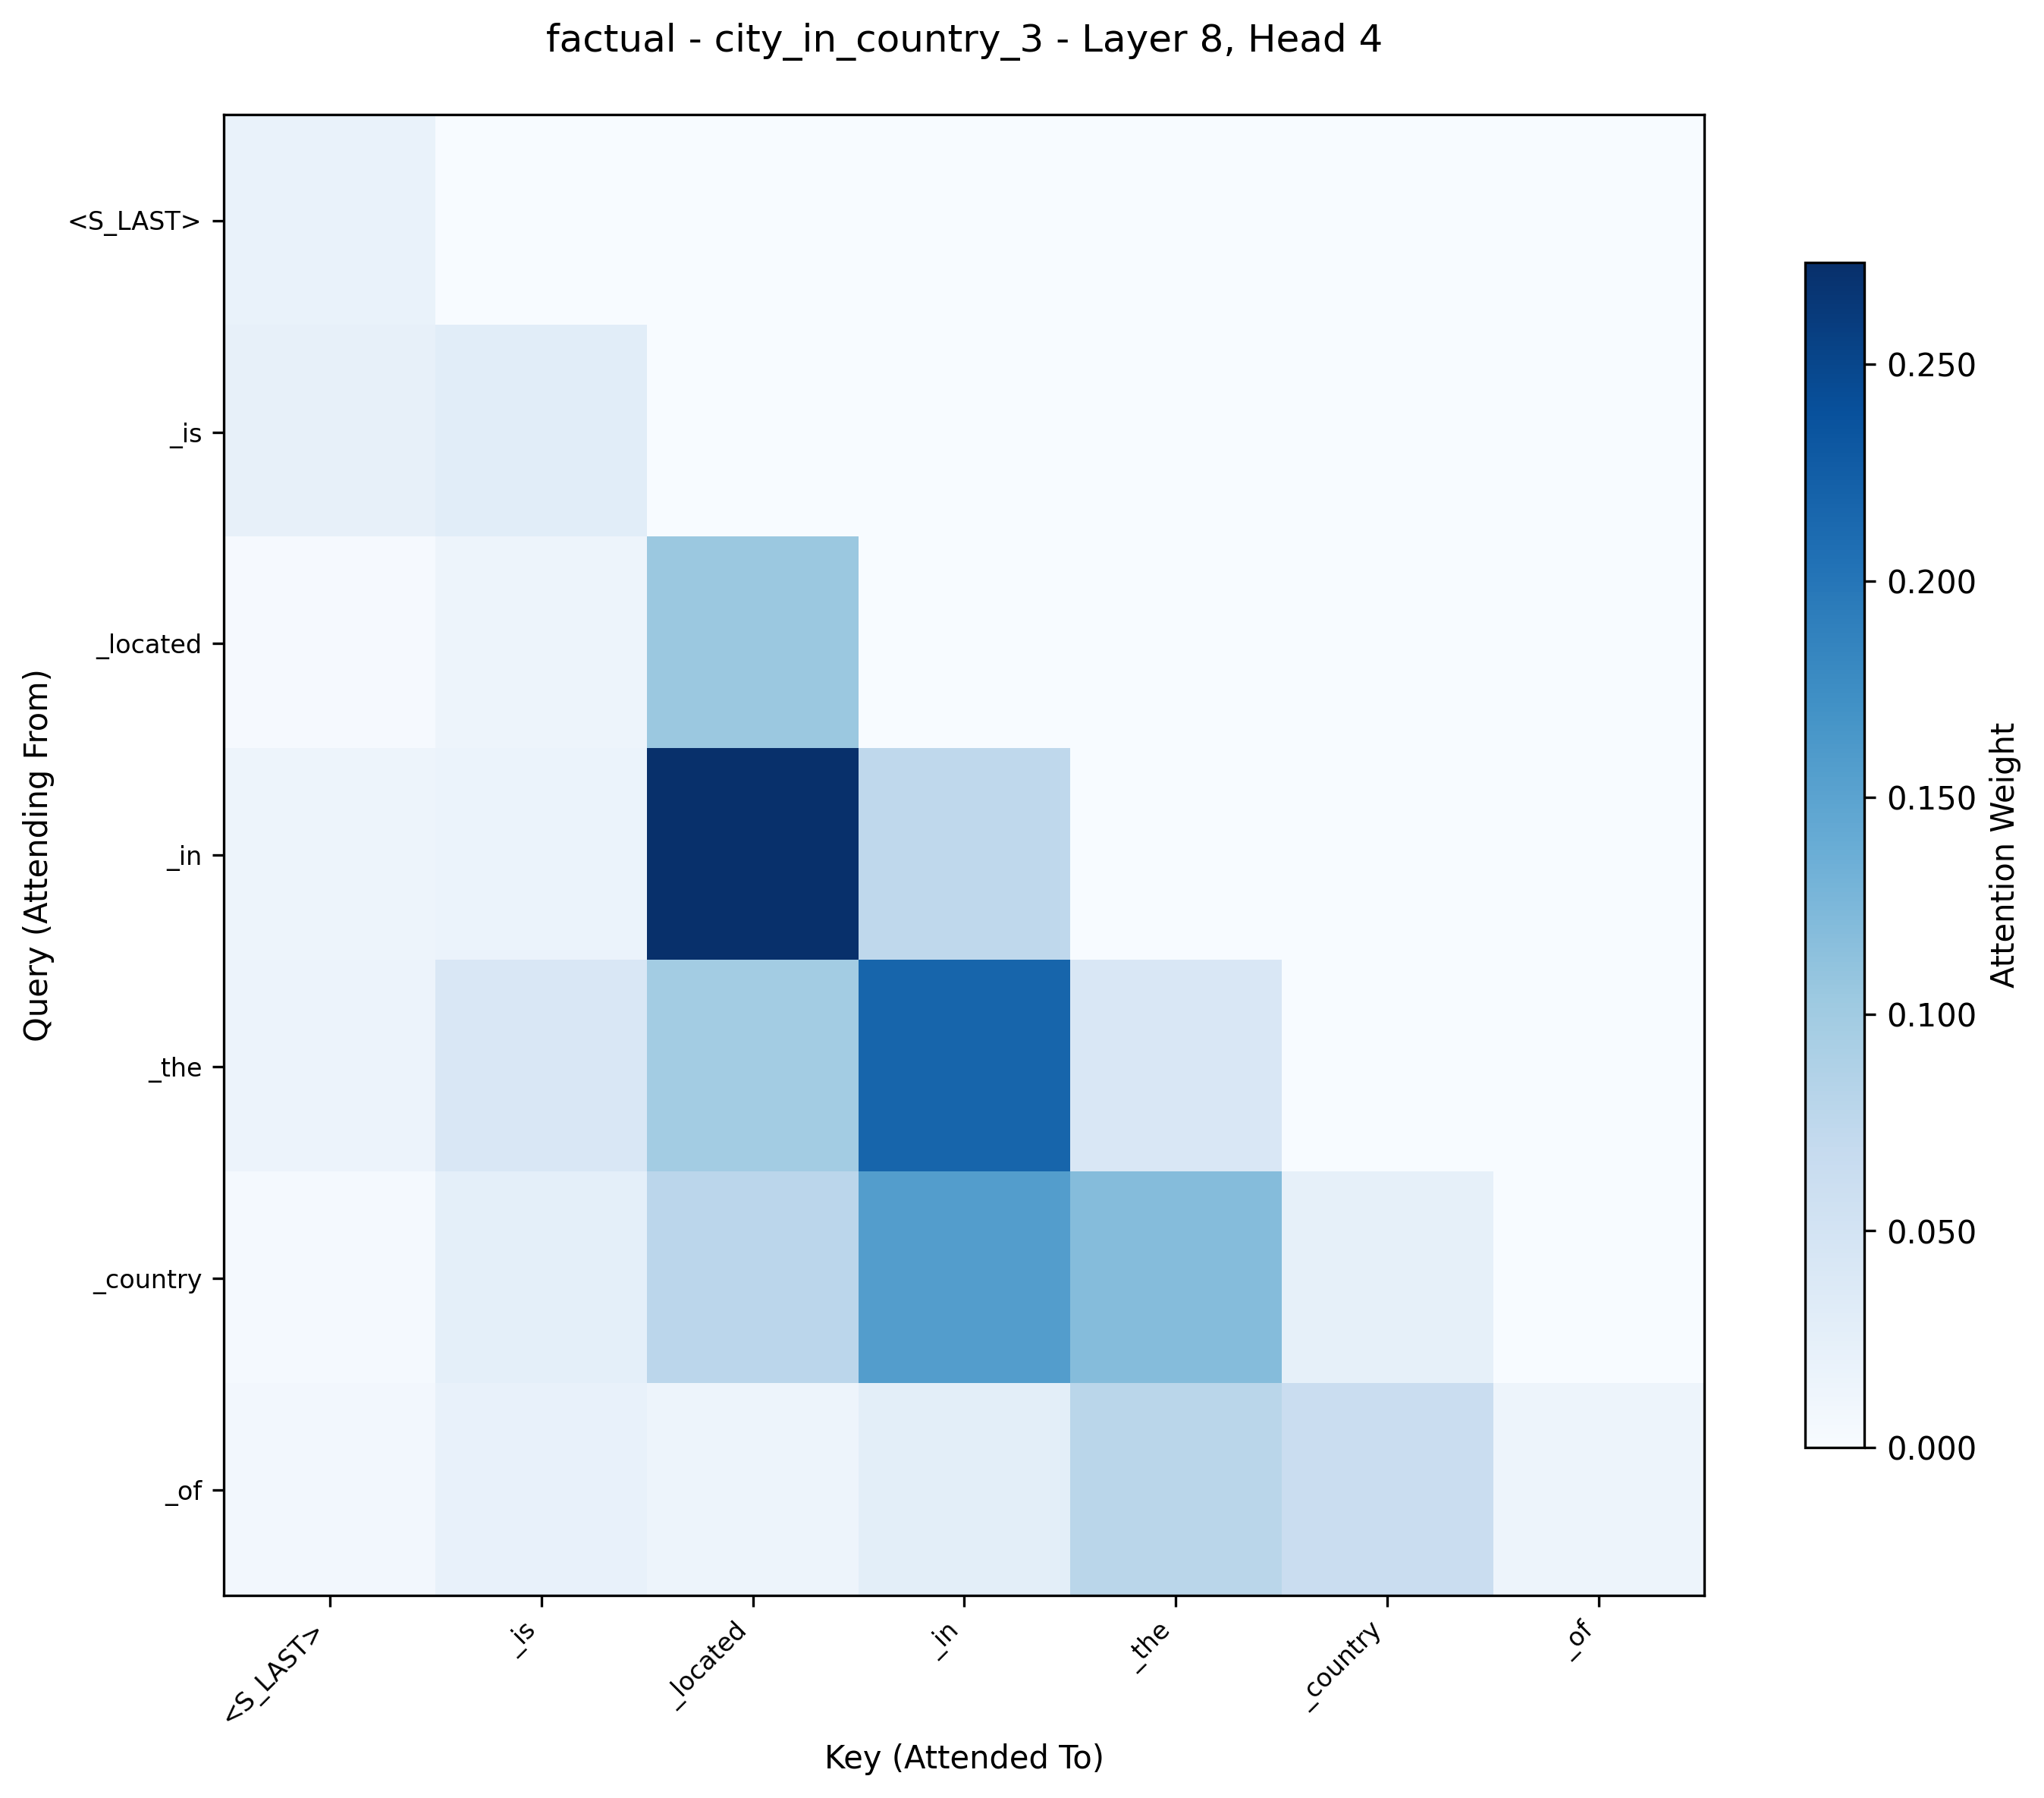 factual - city_in_country_3 - Layer 8, Head 4
Query (Attending From)
<S_LAST>
_is
_located
_in
_the
_country
_of
<S_LAST>
_is
_located
_in
_the
_country
_of
Key (Attended To)
0.250
0.200
0.150
0.100
0.050
0.000
Attention Weight